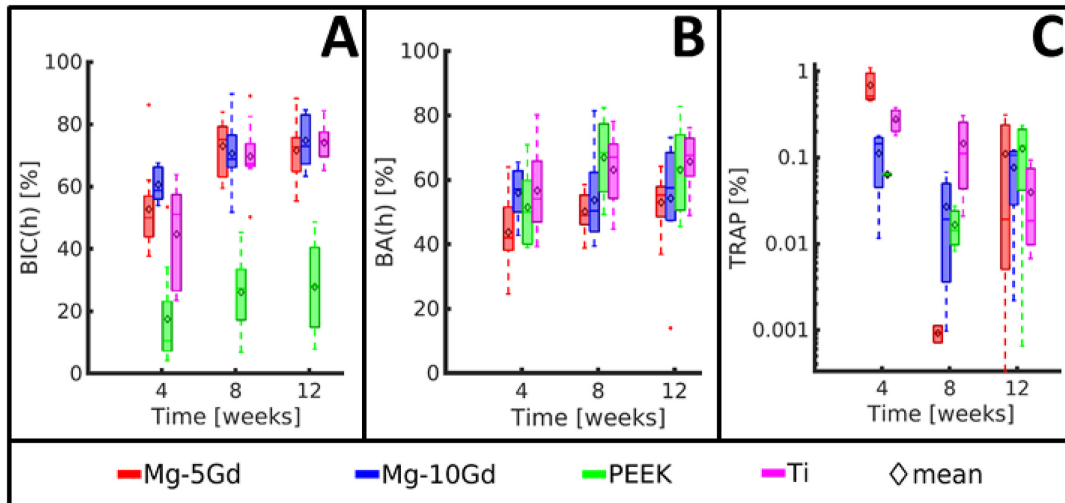 A
100
80
60
40
20
0
BIC(h) [%]
4
8
12
Time [weeks]
B
100
80
60
40
20
0
BA(h) [%]
4
8
12
Time [weeks]
C
1
0.1
0.01
0.001
TRAP [%]
4
8
12
Time [weeks]
Mg-5Gd Mg-10Gd PEEK Ti mean